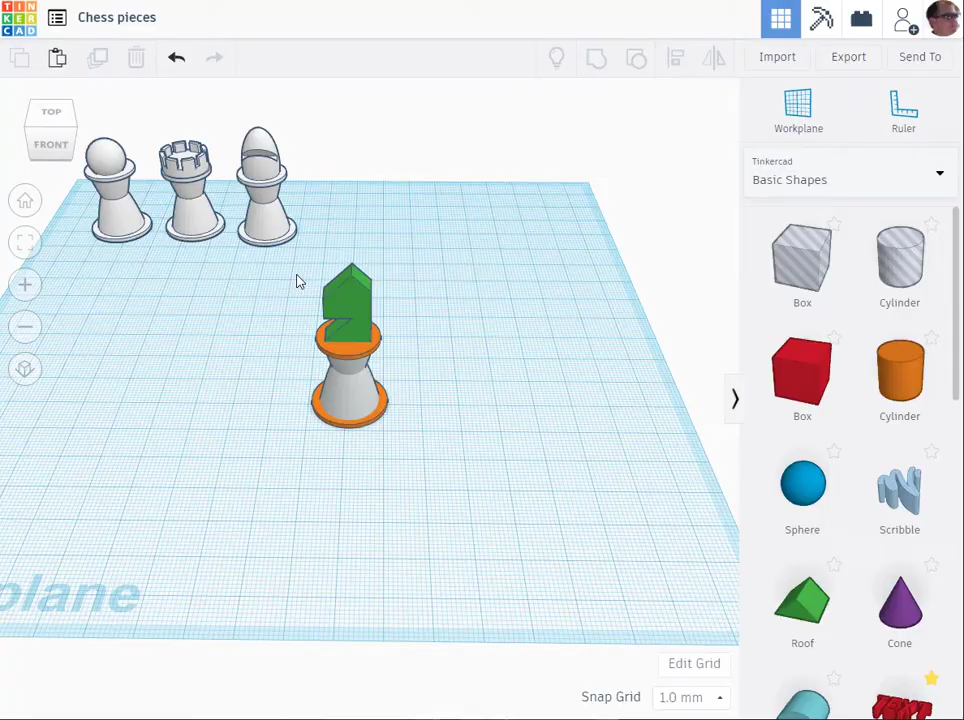 TIN
KER
CAD
Chess pieces
Import
Export
Send To
TOP
FRONT
Workplane
Ruler
Tinkercad
Basic Shapes
Box
Cylinder
Box
Cylinder
Sphere
Scribble
Roof
Cone
TEXT
plane
Edit Grid
Snap Grid
1.0 mm